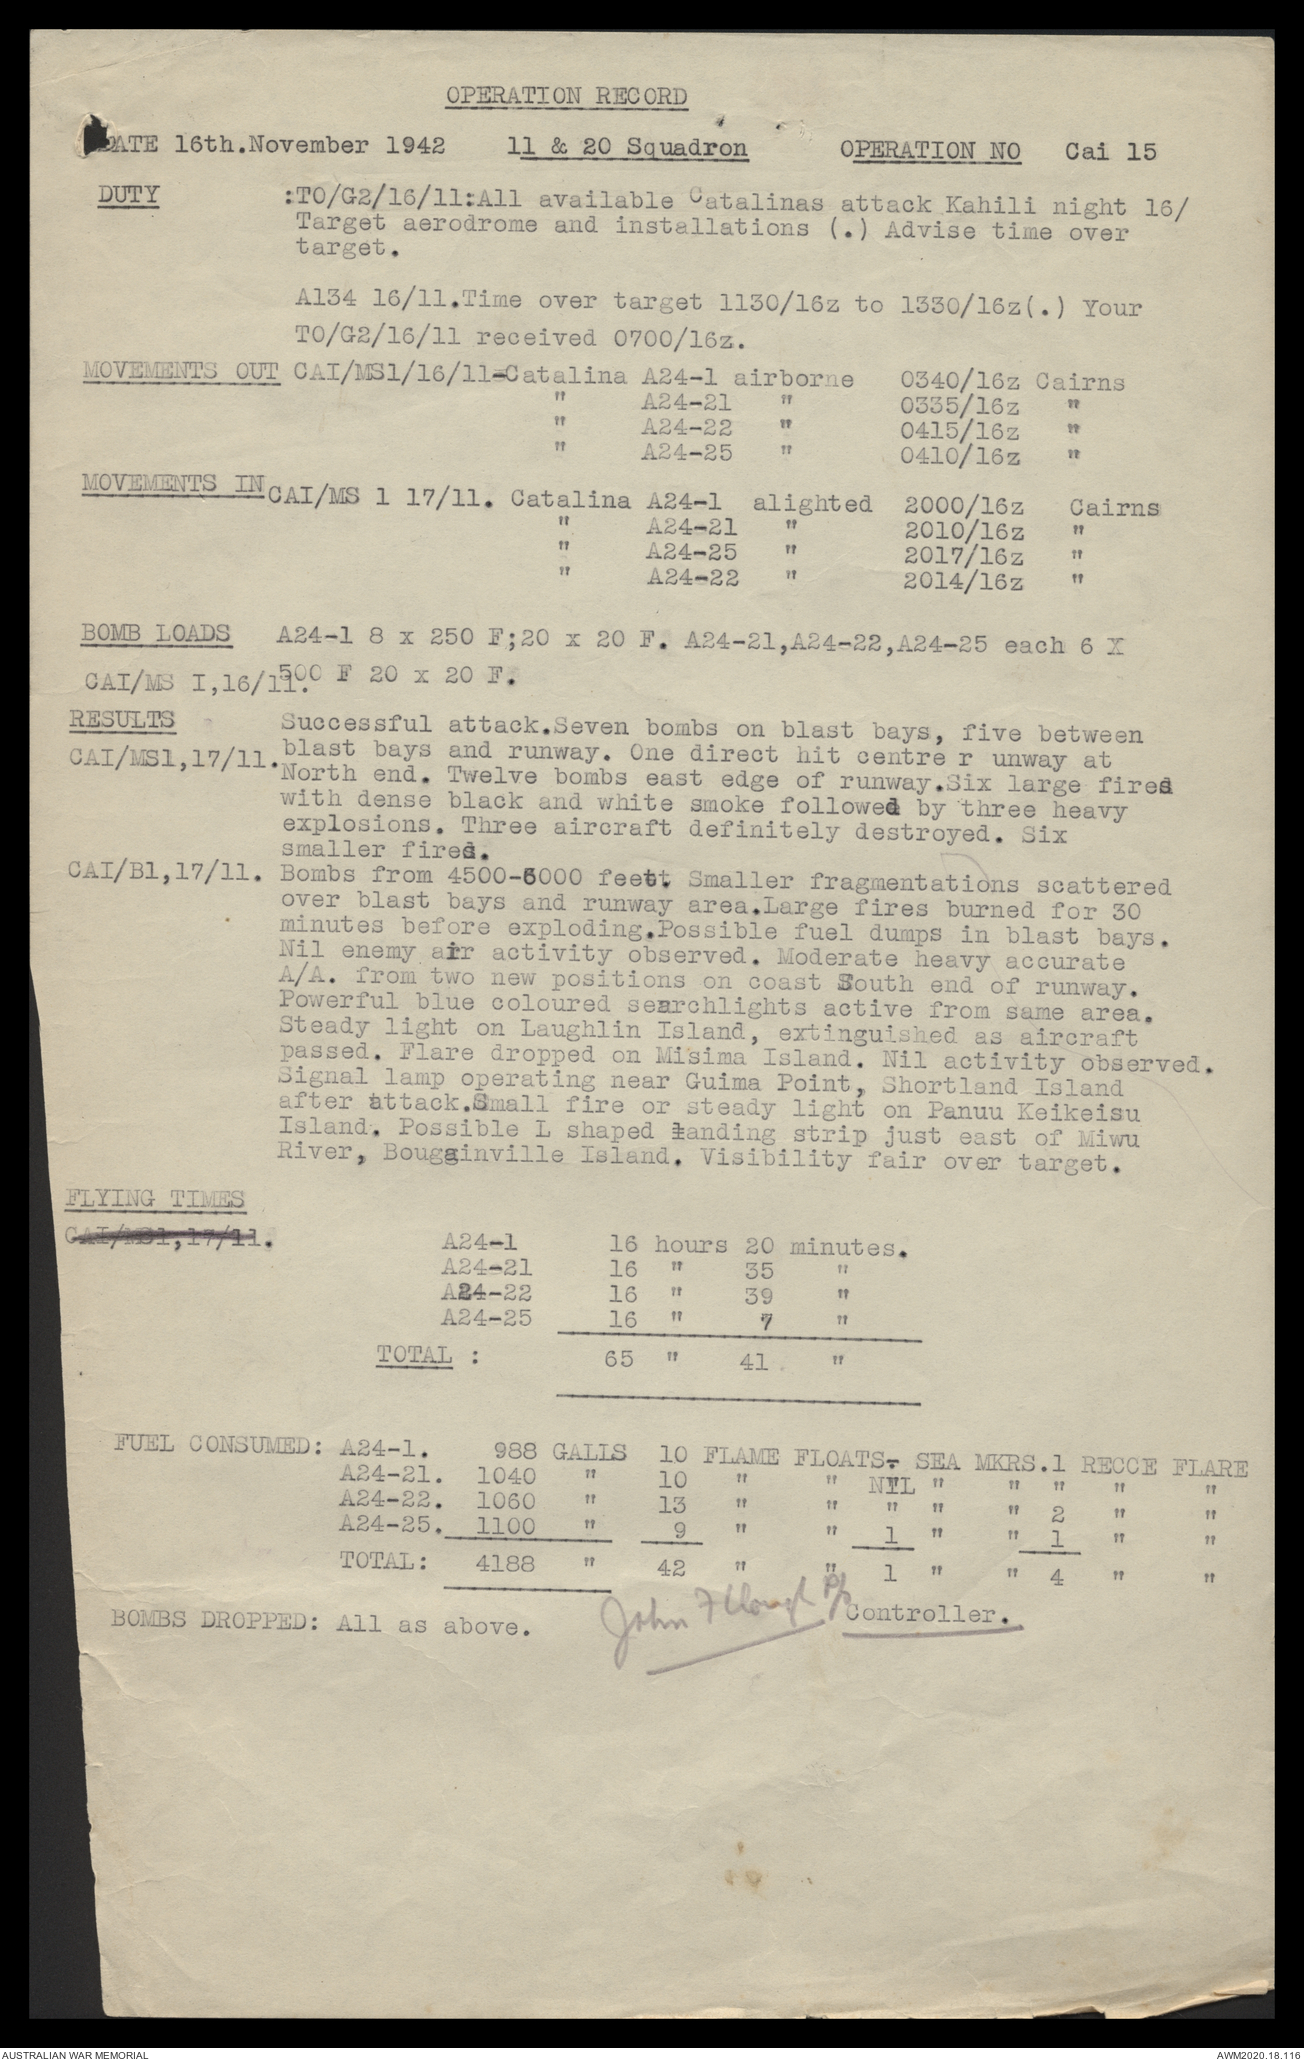 OPERATION RECORD
DATE 16th.November 1942 11 & 20 Squadron OPERATION NO Cai 15
DUTY :TO/G2/16/11:All available Catalinas attack Kahili night 16/
Target aerodrome and installations (.) Advise time over
target.
A134 16/11.Time over target 1130/16z to 1330/16z(.) Your
TO/G2/16/11 received 0700/16z.
MOVEMENTS OUT CAI/MS1/16/11-Catalina A24-1 airborne 0340/16z Cairns
" A24-21 " 0335/16z "
" A24-22 " 0415/16z "
" A24-25 " 0410/16z "
MOVEMENTS IN CAI/MS 1 17/11. Catalina A24-1 alighted 2000/16z Cairns
" A24-21 " 2010/16z "
" A24-25 " 2017/16z "
" A24-22 " 2014/16z "
BOMB LOADS A24-1 8 x 250 F;20 x 20 F. A24-21,A24-22,A24-25 each 6 X
CAI/MS I,16/11. 500 F 20 x 20 F.
RESULTS Successful attack.Seven bombs on blast bays, five between
CAI/MS1,17/11. blast bays and runway. One direct hit centre r unway at
North end. Twelve bombs east edge of runway.Six large fires
with dense black and white smoke followed by three heavy
explosions. Three aircraft definitely destroyed. Six
smaller fires.
CAI/B1,17/11. Bombs from 4500-6000 feett. Smaller fragmentations scattered
over blast bays and runway area.Large fires burned for 30
minutes before exploding.Possible fuel dumps in blast bays.
Nil enemy air activity observed. Moderate heavy accurate
A/A. from two new positions on coast South end of runway.
Powerful blue coloured searchlights active from same area.
Steady light on Laughlin Island, extinguished as aircraft
passed. Flare dropped on Misima Island. Nil activity observed.
Signal lamp operating near Guima Point, Shortland Island
after attack.Small fire or steady light on Panuu Keikeisu
Island. Possible L shaped landing strip just east of Miwu
River, Bougainville Island. Visibility fair over target.
FLYING TIMES
CAI/MS1,17/11. A24-1 16 hours 20 minutes.
A24-21 16 " 35 "
A24-22 16 " 39 "
A24-25 16 " 7 "
TOTAL : 65 " 41 "
FUEL CONSUMED: A24-1. 988 GALLS 10 FLAME FLOATS- SEA MKRS.1 RECCE FLARE
A24-21. 1040 " 10 " " NIL " " " " "
A24-22. 1060 " 13 " " " " " 2 " "
A24-25. 1100 " 9 " " 1 " " 1 " "
TOTAL: 4188 " 42 " " 1 " " 4 " "
BOMBS DROPPED: All as above. John F Clough P/O Controller.
AUSTRALIAN WAR MEMORIAL AWM2020.18.116